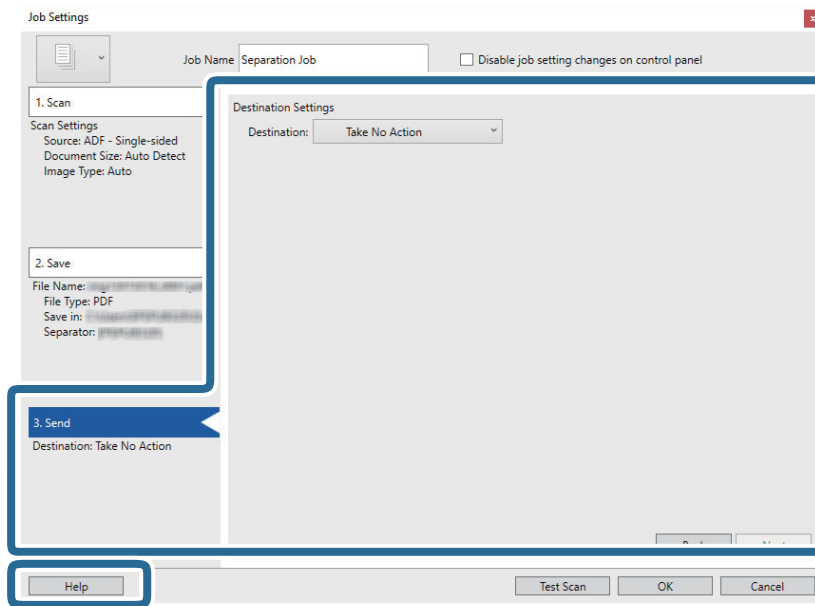 Job Settings
Job Name Separation Job
Disable job setting changes on control panel
1. Scan
Scan Settings
Source: ADF - Single-sided
Document Size: Auto Detect
Image Type: Auto
2. Save
File Name:
File Type: PDF
Save in:
Separator:
3. Send
Destination: Take No Action
Destination Settings
Destination: Take No Action
Help
Test Scan
OK
Cancel